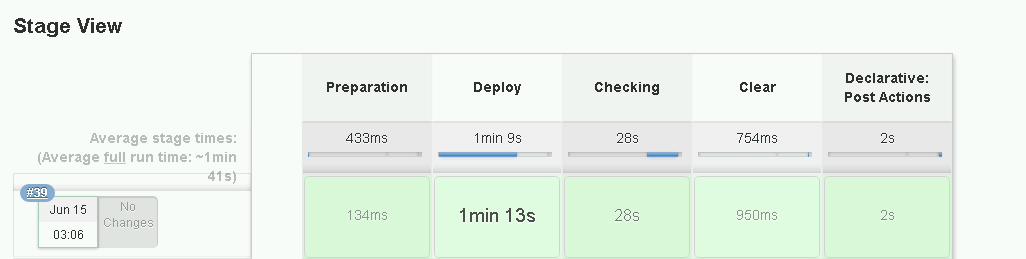 Stage View
Preparation
Deploy
Checking
Clear
Declarative:
Post Actions
Average stage times:
(Average full run time: ~1min
41s)
433ms
1min 9s
28s
754ms
2s
#39
Jun 15
03:06
No
Changes
134ms
1min 13s
28s
950ms
2s